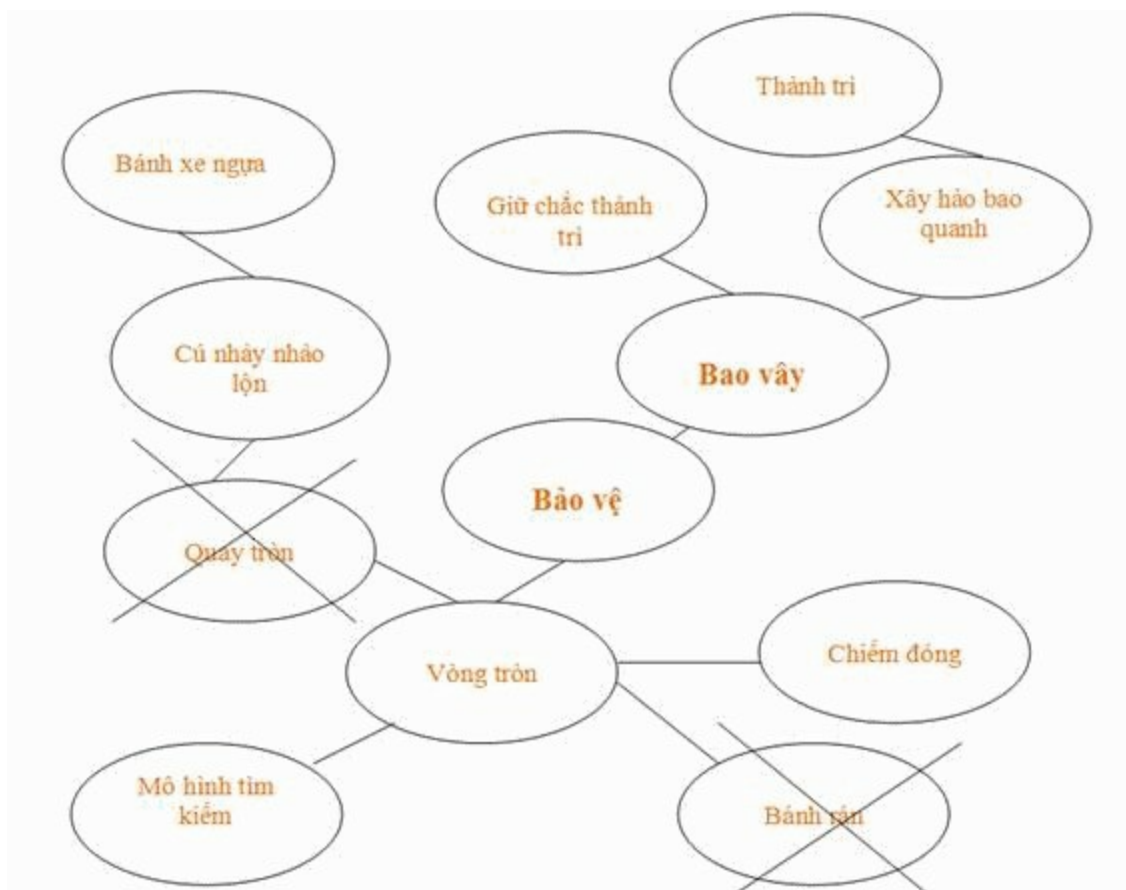 Thành trì
Bánh xe ngựa
Giữ chắc thành
trì
Xây hào bao
quanh
Cú nhảy nhào
lộn
Bao vây
Bảo vệ
Quay tròn
Vòng tròn
Chiếm đóng
Mô hình tìm
kiếm
Bánh rán